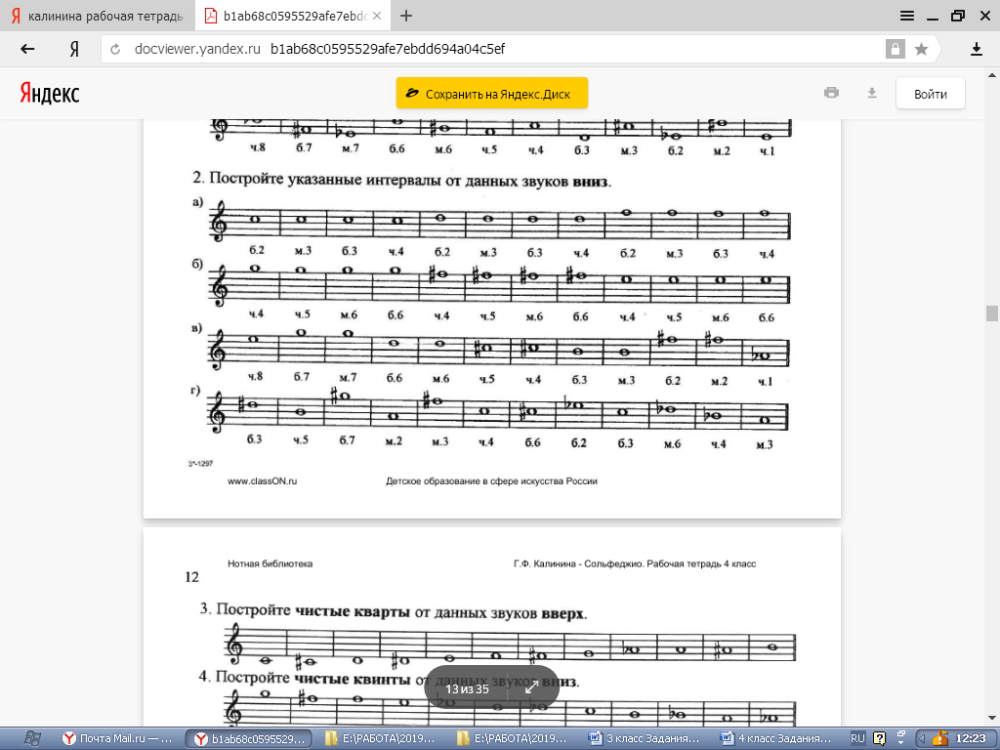 калинина рабочая тетрадь
b1ab68c0595529afe7ebdc
docviewer.yandex.ru b1ab68c0595529afe7ebdd694a04c5ef
Яндекс
Сохранить на Яндекс.Диск
Войти
ч.8 б.7 м.7 б.6 м.6 ч.5 ч.4 б.3 м.3 б.2 м.2 ч.1
2. Постройте указанные интервалы от данных звуков вниз.
а)
б.2 м.3 б.3 ч.4 б.2 м.3 б.3 ч.4 б.2 м.3 б.3 ч.4
б)
ч.4 ч.5 м.6 б.6 ч.4 ч.5 м.6 б.6 ч.4 ч.5 м.6 б.6
в)
ч.8 б.7 м.7 б.6 м.6 ч.5 ч.4 б.3 м.3 б.2 м.2 ч.1
г)
б.3 ч.5 б.7 м.2 м.3 ч.4 б.6 б.2 б.3 м.6 ч.4 м.3
3*-1297
www.classON.ru Детское образование в сфере искусства России
Нотная библиотека Г.Ф. Калинина - Сольфеджио. Рабочая тетрадь 4 класс
12
3. Постройте чистые кварты от данных звуков вверх.
4. Постройте чистые квинты от данных звуков вниз.
13 из 35
Почта Mail.ru — ...
b1ab68c0595529...
E:\РАБОТА\2019...
E:\РАБОТА\2019...
3 класс Задания...
4 класс Задания...
RU
12:23